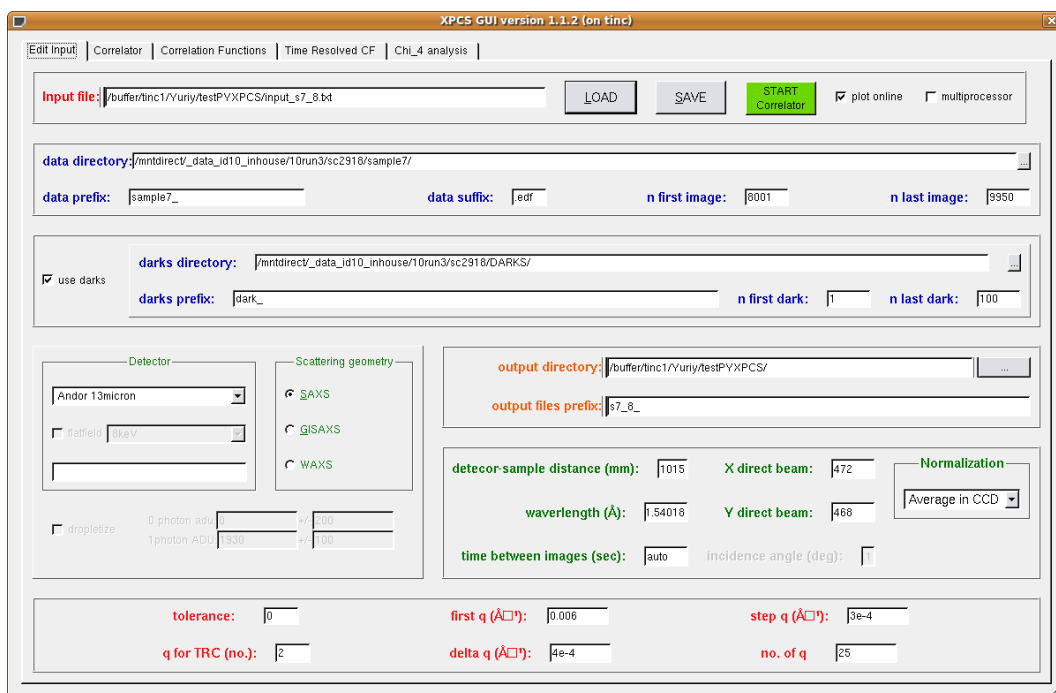 XPCS GUI version 1.1.2 (on tinc)
Edit Input Correlator Correlation Functions Time Resolved CF Chi_4 analysis
Input file: /buffer/tinc1/Yuriy/testPYXPCS/input_s7_8.txt LOAD SAVE START Correlator plot online multiprocessor
data directory: /mntdirect/_data_id10_inhouse/10run3/sc2918/sample7/ ...
data prefix: sample7_ data suffix: .edf n first image: 8001 n last image: 9950
use darks
darks directory: /mntdirect/_data_id10_inhouse/10run3/sc2918/DARKS/ ...
darks prefix: dark_ n first dark: 1 n last dark: 100
Detector
Andor 13micron
flatfield 8keV
Scattering geometry
SAXS
GISAXS
WAXS
dropletize
0 photon adu: 0 +/- 200
1photon ADU: 1930 +/- 100
output directory: /buffer/tinc1/Yuriy/testPYXPCS/ ...
output files prefix: s7_8_
detecor-sample distance (mm): 1015 X direct beam: 472
waverlength (Å): 1.54018 Y direct beam: 468
time between images (sec): auto incidence angle (deg): 1
Normalization
Average in CCD
tolerance: 0 first q (Å□¹): 0.006 step q (Å□¹): 3e-4
q for TRC (no.): 2 delta q (Å□¹): 4e-4 no. of q 25